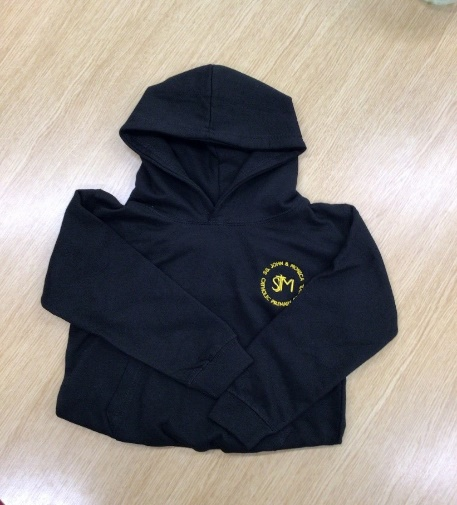 SS. JOHN & MONICA
CATHOLIC PRIMARY
SJM